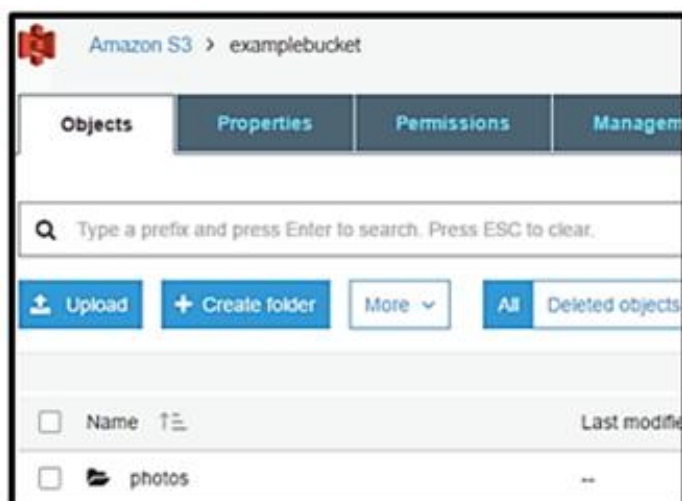 Amazon S3 > examplebucket
Objects Properties Permissions
Type a prefix and press Enter to search. Press ESC to clear.
Upload + Create folder More All Deleted objects
Name
photos --